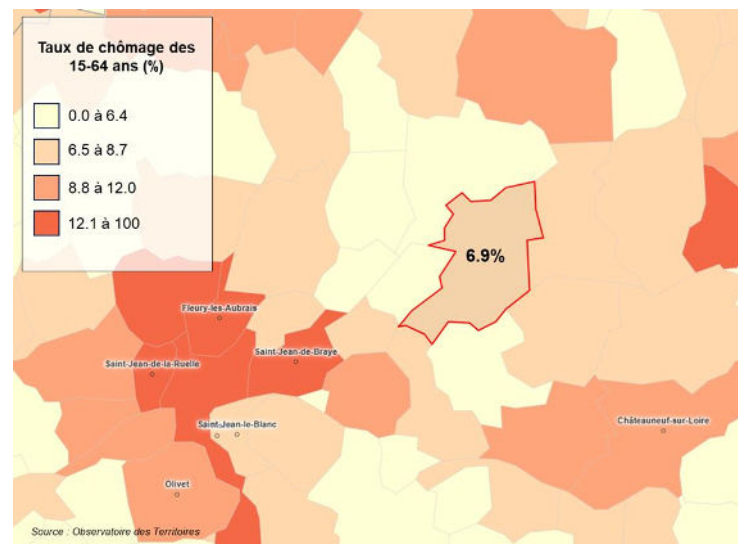 Taux de chômage des
15-64 ans (%)
0.0 à 6.4
6.5 à 8.7
8.8 à 12.0
12.1 à 100
6.9%
Fleury-les-Aubrais
Saint-Jean-de-Braye
Saint-Jean-de-la-Ruelle
Saint-Jean-le-Blanc
Châteauneuf-sur-Loire
Olivet
Source : Observatoire des Territoires